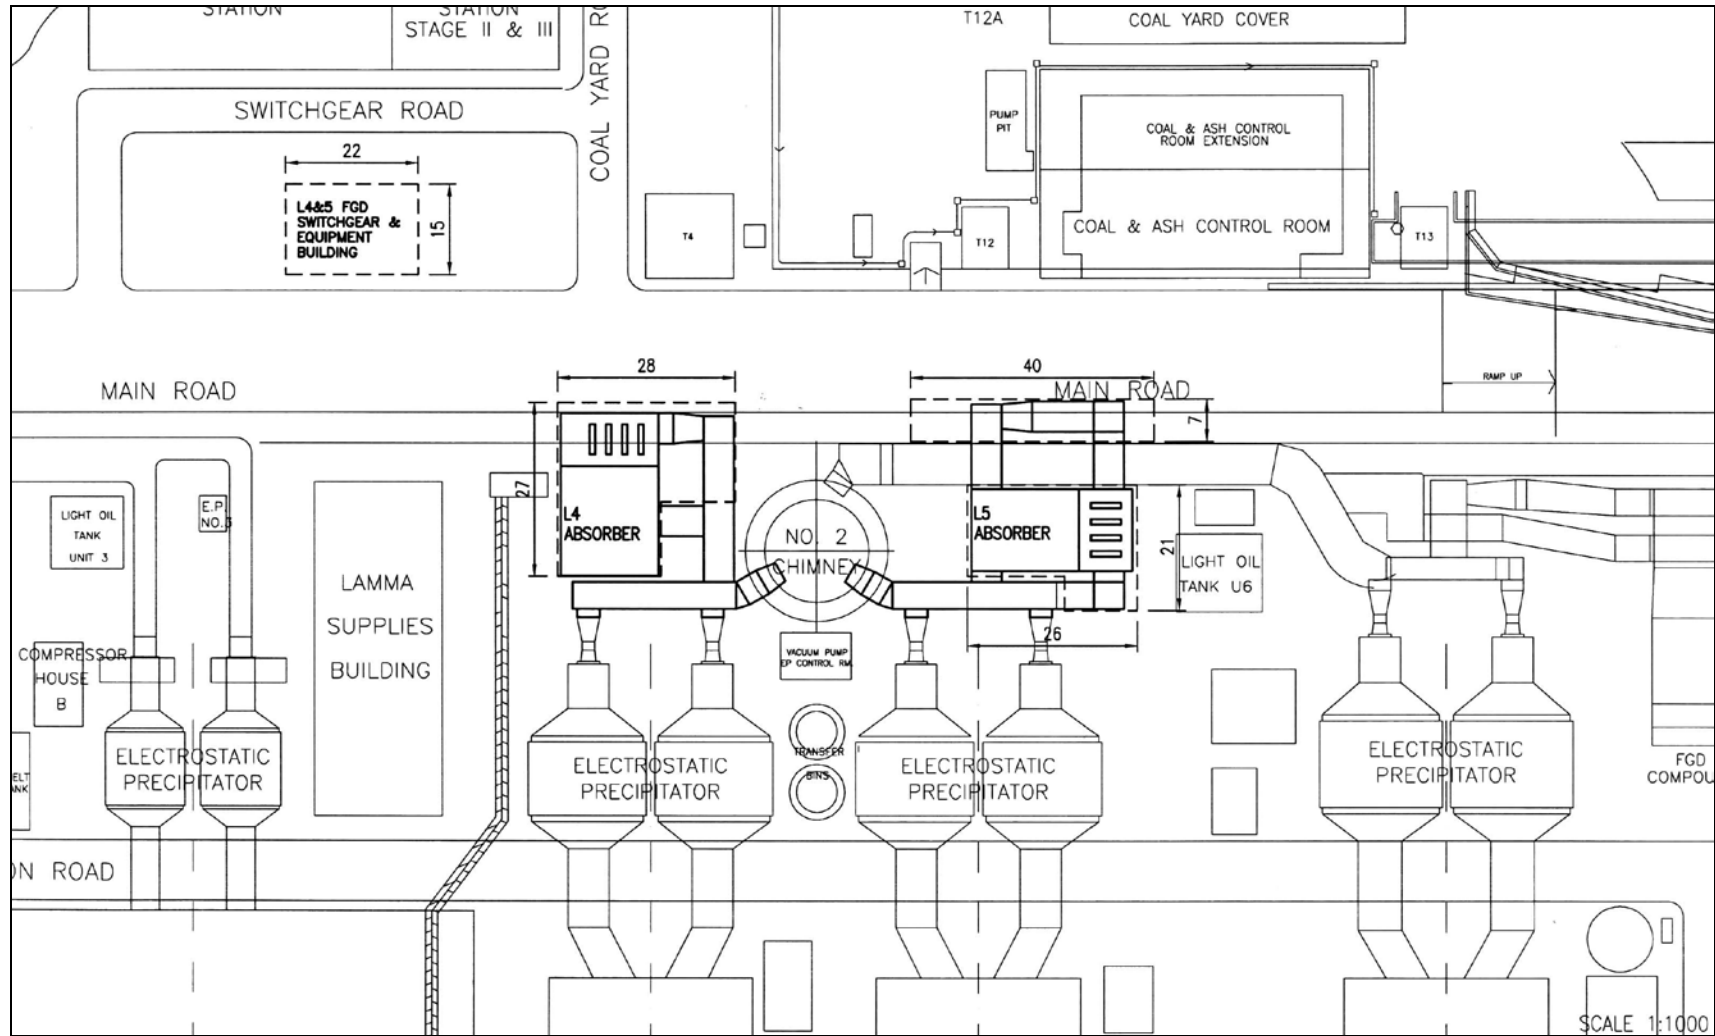 STATION
STATION
STAGE II & III
COAL YARD RO
T12A
COAL YARD COVER
SWITCHGEAR ROAD
22
L4&5 FGD
SWITCHGEAR &
EQUIPMENT
BUILDING
15
PUMP
PIT
COAL & ASH CONTROL
ROOM EXTENSION
T4
T12
COAL & ASH CONTROL ROOM
T13
MAIN ROAD
28
40
MAIN ROAD
RAMP UP
7
27
LIGHT OIL
TANK
UNIT 3
E.P.
NO.3
L4
ABSORBER
NO. 2
CHIMNEY
L5
ABSORBER
21
LIGHT OIL
TANK U6
LAMMA
SUPPLIES
BUILDING
26
COMPRESSOR
HOUSE
B
VACUUM PUMP
EP CONTROL RM
TRANSFER
BINS
ELECTROSTATIC
PRECIPITATOR
ELECTROSTATIC
PRECIPITATOR
ELECTROSTATIC
PRECIPITATOR
ELECTROSTATIC
PRECIPITATOR
FGD
COMPOU
ELT
ANK
ON ROAD
SCALE 1:1000